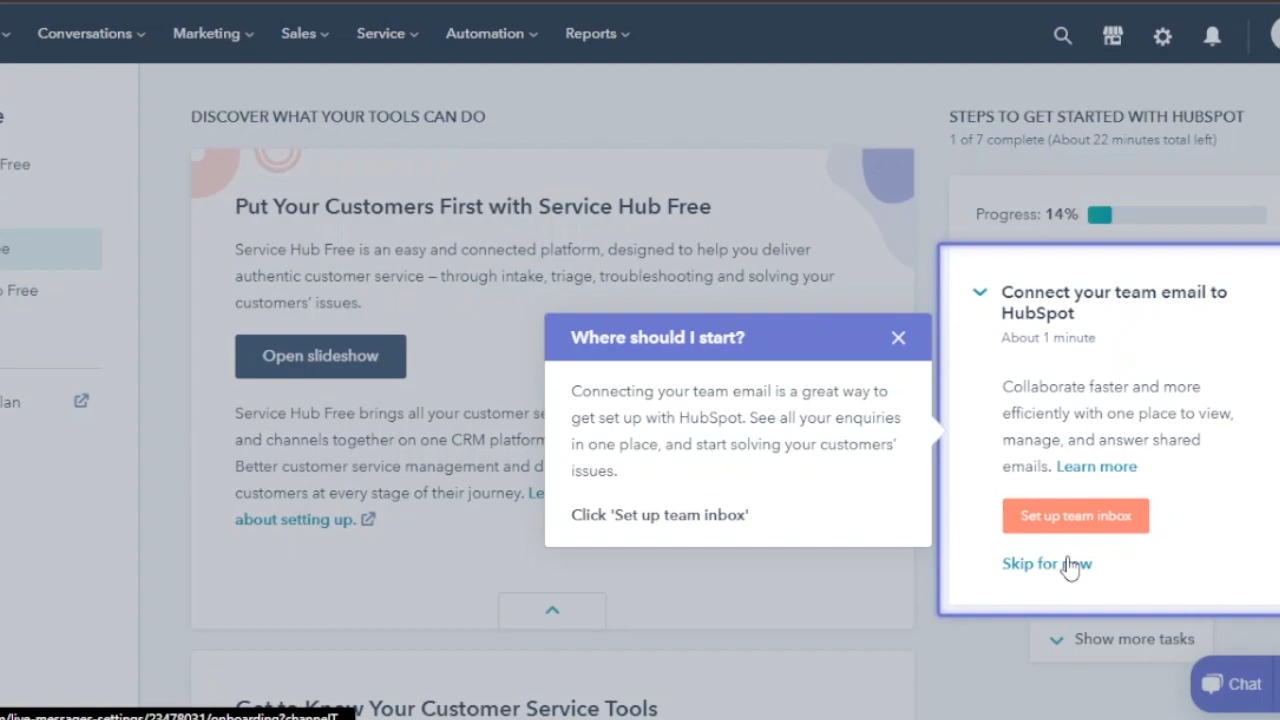 Conversations Marketing Sales Service Automation Reports
e
Free
e
Free
lan
DISCOVER WHAT YOUR TOOLS CAN DO
Put Your Customers First with Service Hub Free
Service Hub Free is an easy and connected platform, designed to help you deliver
authentic customer service – through intake, triage, troubleshooting and solving your
customers' issues.
Open slideshow
Service Hub Free brings all your customer se
and channels together on one CRM platform
Better customer service management and d
customers at every stage of their journey. Le
about setting up.
Get to Know Your Customer Service Tools
Where should I start?
Connecting your team email is a great way to
get set up with HubSpot. See all your enquiries
in one place, and start solving your customers'
issues.
Click 'Set up team inbox'
STEPS TO GET STARTED WITH HUBSPOT
1 of 7 complete (About 22 minutes total left)
Progress: 14%
Connect your team email to
HubSpot
About 1 minute
Collaborate faster and more
efficiently with one place to view,
manage, and answer shared
emails. Learn more
Set up team inbox
Skip for now
Show more tasks
Chat